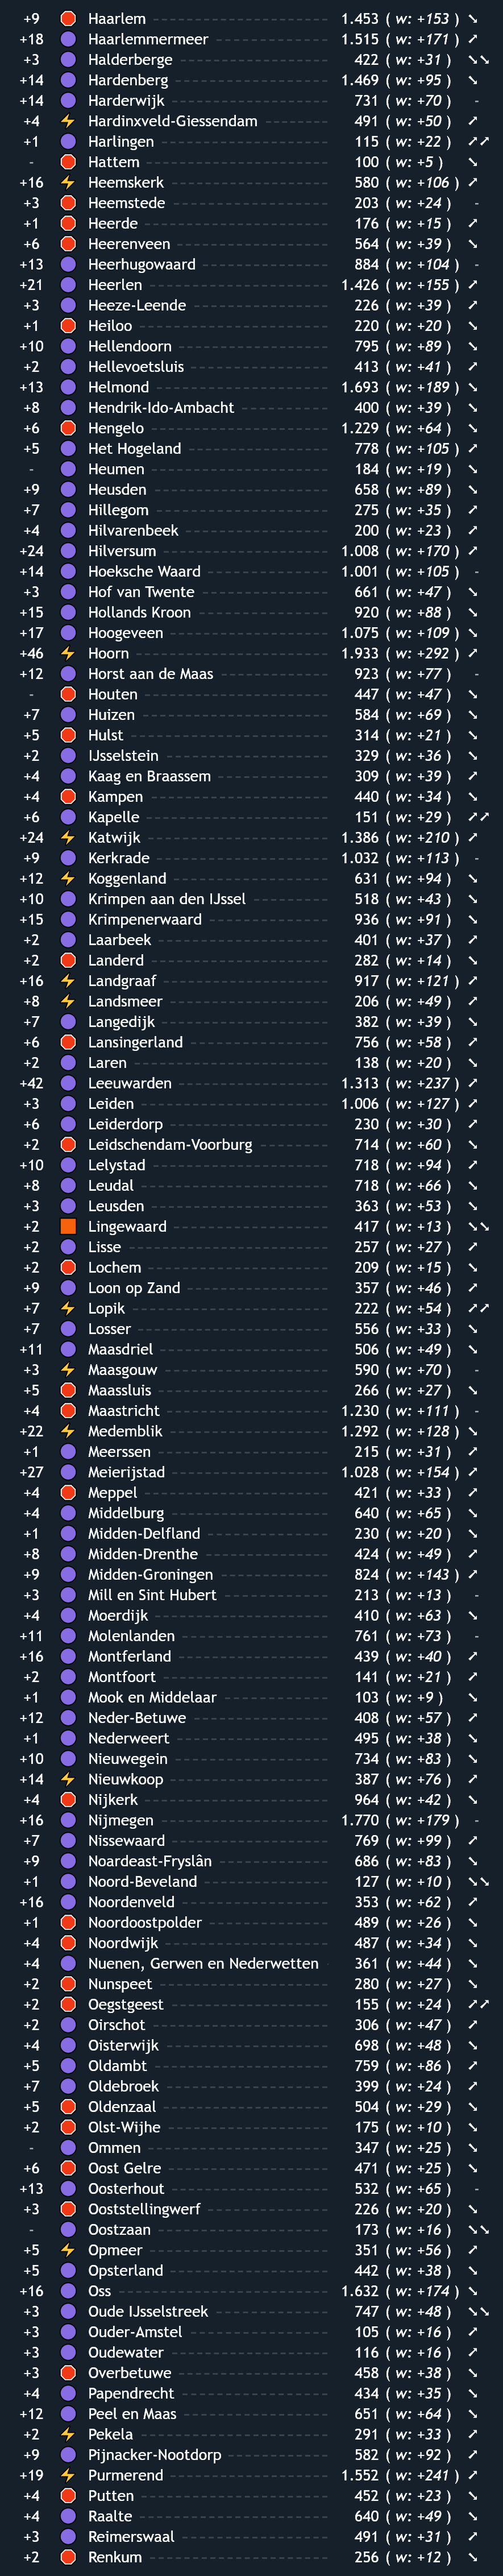 +9 Haarlem 1.453 ( w: +153 ) ↘
+18 Haarlemmermeer 1.515 ( w: +171 ) ↗
+3 Halderberge 422 ( w: +31 ) ↘↘
+14 Hardenberg 1.469 ( w: +95 ) ↘
+14 Harderwijk 731 ( w: +70 ) -
+4 Hardinxveld-Giessendam 491 ( w: +50 ) ↗
+1 Harlingen 115 ( w: +22 ) ↗↗
- Hattem 100 ( w: +5 ) ↘
+16 Heemskerk 580 ( w: +106 ) ↗
+3 Heemstede 203 ( w: +24 ) -
+1 Heerde 176 ( w: +15 ) ↗
+6 Heerenveen 564 ( w: +39 ) ↘
+13 Heerhugowaard 884 ( w: +104 ) -
+21 Heerlen 1.426 ( w: +155 ) ↗
+3 Heeze-Leende 226 ( w: +39 ) ↗
+1 Heiloo 220 ( w: +20 ) ↘
+10 Hellendoorn 795 ( w: +89 ) ↘
+2 Hellevoetsluis 413 ( w: +41 ) ↗
+13 Helmond 1.693 ( w: +189 ) ↘
+8 Hendrik-Ido-Ambacht 400 ( w: +39 ) ↘
+6 Hengelo 1.229 ( w: +64 ) ↘
+5 Het Hogeland 778 ( w: +105 ) ↗
- Heumen 184 ( w: +19 ) ↘
+9 Heusden 658 ( w: +89 ) ↘
+7 Hillegom 275 ( w: +35 ) ↗
+4 Hilvarenbeek 200 ( w: +23 ) ↘
+24 Hilversum 1.008 ( w: +170 ) ↗
+14 Hoeksche Waard 1.001 ( w: +105 ) -
+3 Hof van Twente 661 ( w: +47 ) ↘
+15 Hollands Kroon 920 ( w: +88 ) ↘
+17 Hoogeveen 1.075 ( w: +109 ) ↘
+46 Hoorn 1.933 ( w: +292 ) ↗
+12 Horst aan de Maas 923 ( w: +77 ) -
- Houten 447 ( w: +47 ) ↘
+7 Huizen 584 ( w: +69 ) ↘
+5 Hulst 314 ( w: +21 ) ↘
+2 IJsselstein 329 ( w: +36 ) ↘
+4 Kaag en Braassem 309 ( w: +39 ) ↗
+4 Kampen 440 ( w: +34 ) ↘
+6 Kapelle 151 ( w: +29 ) ↗↗
+24 Katwijk 1.386 ( w: +210 ) ↗
+9 Kerkrade 1.032 ( w: +113 ) -
+12 Koggenland 631 ( w: +94 ) ↘
+10 Krimpen aan den IJssel 518 ( w: +43 ) ↘
+15 Krimpenerwaard 936 ( w: +91 ) ↘
+2 Laarbeek 401 ( w: +37 ) ↗
+2 Landerd 282 ( w: +14 ) ↘
+16 Landgraaf 917 ( w: +121 ) ↗
+8 Landsmeer 206 ( w: +49 ) ↗
+7 Langedijk 382 ( w: +39 ) ↘
+6 Lansingerland 756 ( w: +58 ) ↗
+2 Laren 138 ( w: +20 ) ↘
+42 Leeuwarden 1.313 ( w: +237 ) ↗
+3 Leiden 1.006 ( w: +127 ) ↗
+6 Leiderdorp 230 ( w: +30 ) ↗
+2 Leidschendam-Voorburg 714 ( w: +60 ) ↘
+10 Lelystad 718 ( w: +94 ) ↗
+8 Leudal 718 ( w: +66 ) ↘
+3 Leusden 363 ( w: +53 ) ↘
+2 Lingewaard 417 ( w: +13 ) ↘↘
+2 Lisse 257 ( w: +27 ) ↗
+2 Lochem 209 ( w: +15 ) ↘
+9 Loon op Zand 357 ( w: +46 ) ↗
+7 Lopik 222 ( w: +54 ) ↗↗
+7 Losser 556 ( w: +33 ) ↘
+11 Maasdriel 506 ( w: +49 ) ↘
+3 Maasgouw 590 ( w: +70 ) -
+5 Maassluis 266 ( w: +27 ) ↘
+4 Maastricht 1.230 ( w: +111 ) -
+22 Medemblik 1.292 ( w: +128 ) ↘
+1 Meerssen 215 ( w: +31 ) ↗
+27 Meierijstad 1.028 ( w: +154 ) ↗
+4 Meppel 421 ( w: +33 ) ↗
+4 Middelburg 640 ( w: +65 ) ↘
+1 Midden-Delfland 230 ( w: +20 ) ↘
+8 Midden-Drenthe 424 ( w: +49 ) ↗
+9 Midden-Groningen 824 ( w: +143 ) ↗
+3 Mill en Sint Hubert 213 ( w: +13 ) -
+4 Moerdijk 410 ( w: +63 ) ↘
+11 Molenlanden 761 ( w: +73 ) -
+16 Montferland 439 ( w: +40 ) ↗
+2 Montfoort 141 ( w: +21 ) ↗
+1 Mook en Middelaar 103 ( w: +9 ) ↘
+12 Neder-Betuwe 408 ( w: +57 ) ↗
+1 Nederweert 495 ( w: +38 ) ↘
+10 Nieuwegein 734 ( w: +83 ) ↘
+14 Nieuwkoop 387 ( w: +76 ) ↗
+4 Nijkerk 964 ( w: +42 ) ↘
+16 Nijmegen 1.770 ( w: +179 ) -
+7 Nissewaard 769 ( w: +99 ) ↗
+9 Noardeast-Fryslân 686 ( w: +83 ) ↘
+1 Noord-Beveland 127 ( w: +10 ) ↘↘
+16 Noordenveld 353 ( w: +62 ) ↗
+1 Noordoostpolder 489 ( w: +26 ) ↘
+4 Noordwijk 487 ( w: +34 ) ↘
+4 Nuenen, Gerwen en Nederwetten 361 ( w: +44 ) ↘
+2 Nunspeet 280 ( w: +27 ) ↘
+2 Oegstgeest 155 ( w: +24 ) ↗↗
+2 Oirschot 306 ( w: +47 ) ↗
+4 Oisterwijk 698 ( w: +48 ) ↘
+5 Oldambt 759 ( w: +86 ) ↗
+7 Oldebroek 399 ( w: +24 ) ↗
+5 Oldenzaal 504 ( w: +29 ) ↘
+2 Olst-Wijhe 175 ( w: +10 ) ↘
- Ommen 347 ( w: +25 ) ↘
+6 Oost Gelre 471 ( w: +25 ) ↘
+13 Oosterhout 532 ( w: +65 ) -
+3 Ooststellingwerf 226 ( w: +20 ) ↘
- Oostzaan 173 ( w: +16 ) ↘↘
+5 Opmeer 351 ( w: +56 ) ↗
+5 Opsterland 442 ( w: +38 ) ↘
+16 Oss 1.632 ( w: +174 ) ↘
+3 Oude IJsselstreek 747 ( w: +48 ) ↘↘
+3 Ouder-Amstel 105 ( w: +16 ) ↗
+3 Oudewater 116 ( w: +16 ) ↗
+3 Overbetuwe 458 ( w: +38 ) ↘
+4 Papendrecht 434 ( w: +35 ) ↘
+12 Peel en Maas 651 ( w: +64 ) ↘
+2 Pekela 291 ( w: +33 ) ↗
+9 Pijnacker-Nootdorp 582 ( w: +92 ) ↗
+19 Purmerend 1.552 ( w: +241 ) ↗
+4 Putten 452 ( w: +23 ) ↘
+4 Raalte 640 ( w: +49 ) ↘
+3 Reimerswaal 491 ( w: +31 ) ↗
+2 Renkum 256 ( w: +12 ) ↘